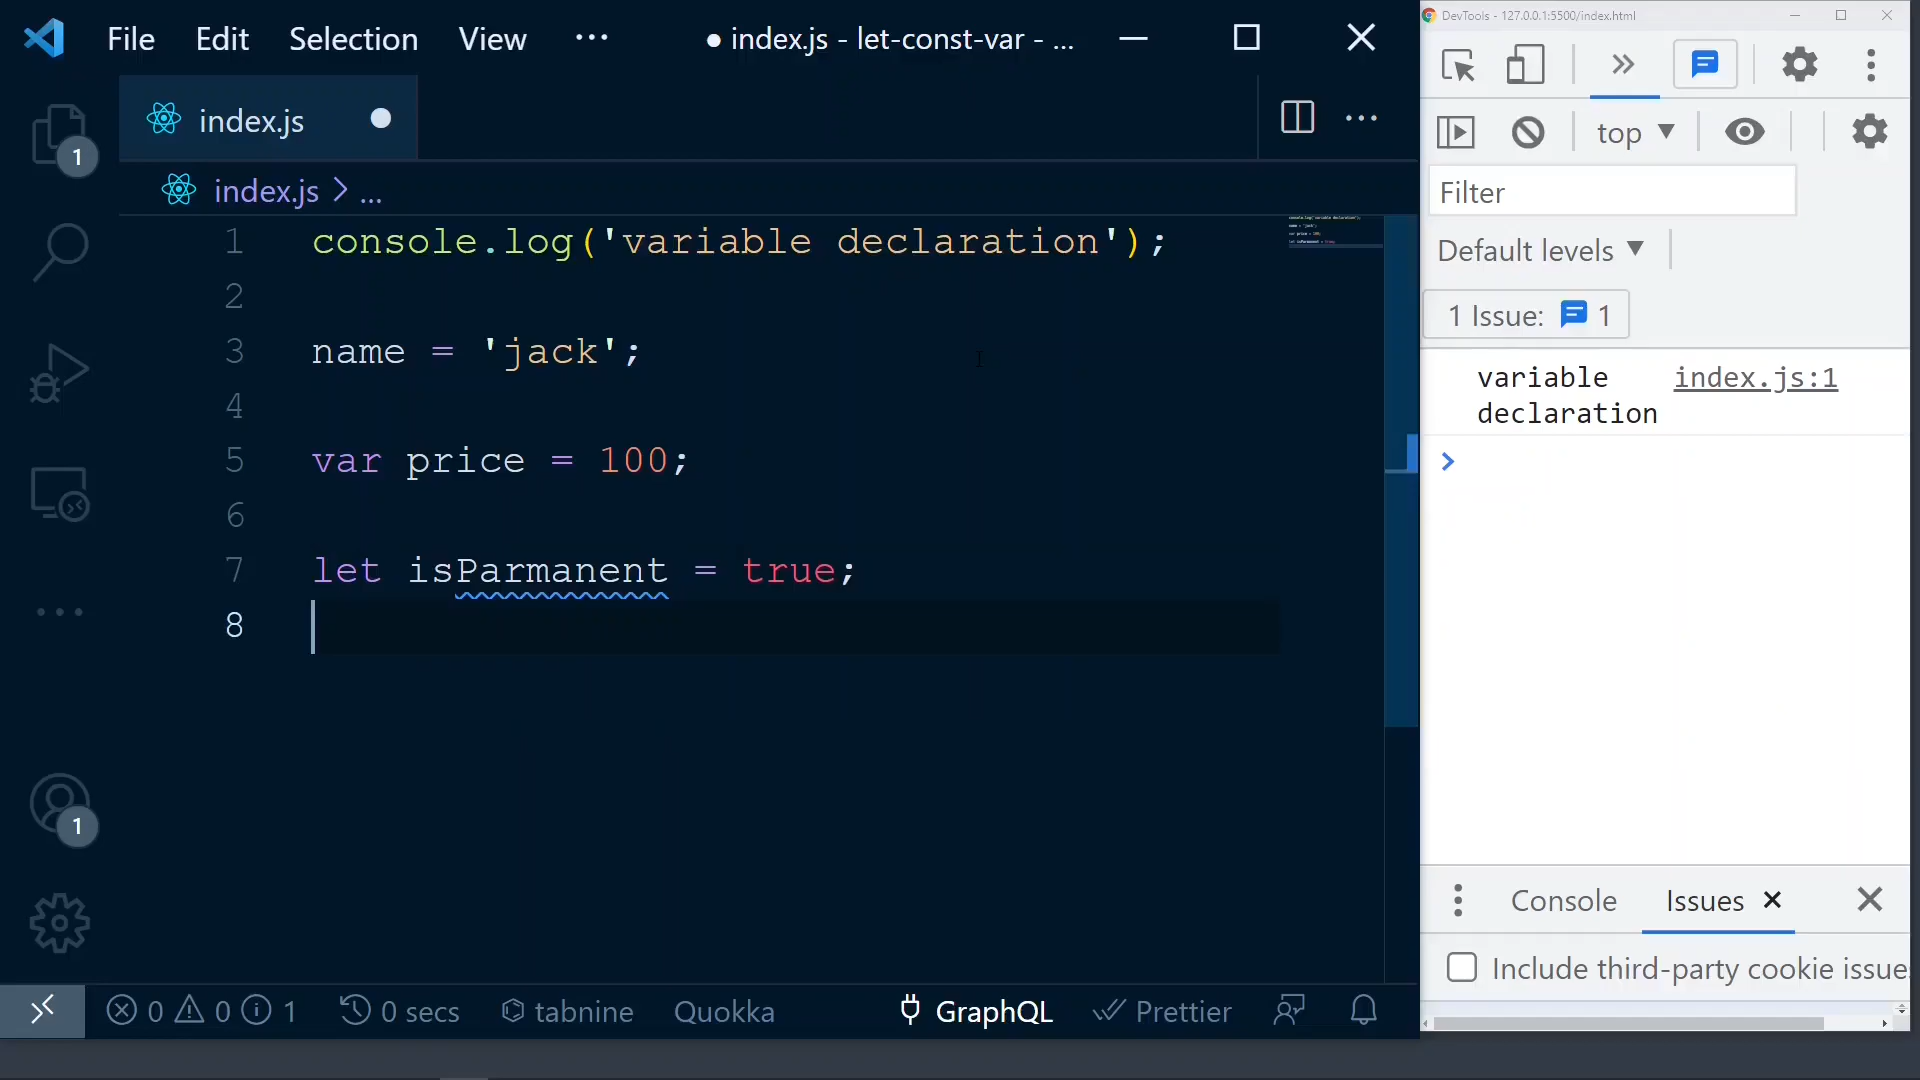 File Edit Selection View ··· ● index.js - let-const-var - ...
index.js
index.js > ...
1 console.log('variable declaration');
2
3 name = 'jack';
4
5 var price = 100;
6
7 let isParmanent = true;
8
1
1
0 0 1 0 secs tabnine Quokka GraphQL Prettier
DevTools - 127.0.0.1:5500/index.html
top
Filter
Default levels
1 Issue: 1
variable index.js:1
declaration
Console Issues
Include third-party cookie issue